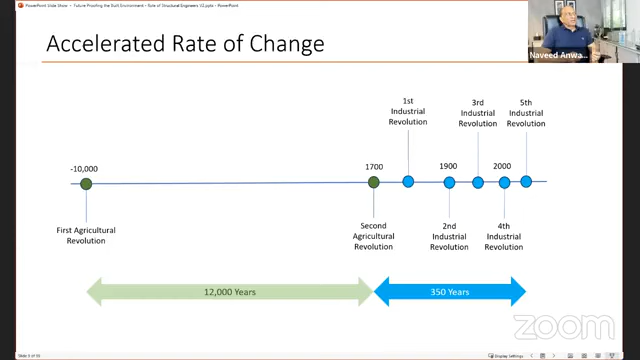 PowerPoint Slide Show - Future Proofing the Built Environment - Role of Structural Engineers V2.pptx - PowerPoint
Naveed Anwa...
Accelerated Rate of Change
1st
Industrial
Revolution
3rd
Industrial
Revolution
5th
Industrial
Revolution
-10,000
1700
1900
2000
First Agricultural
Revolution
Second
Agricultural
Revolution
2nd
Industrial
Revolution
4th
Industrial
Revolution
12,000 Years
350 Years
zoom
Display Settings